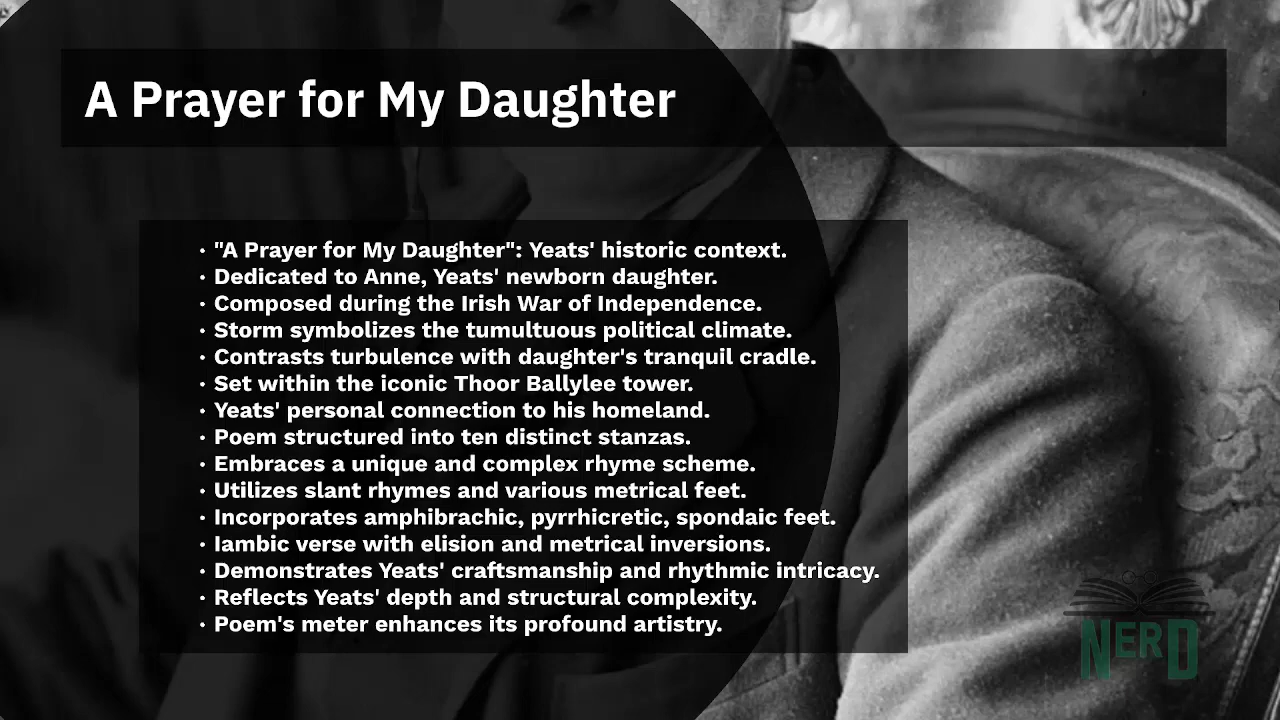 A Prayer for My Daughter
• "A Prayer for My Daughter": Yeats' historic context.
• Dedicated to Anne, Yeats' newborn daughter.
• Composed during the Irish War of Independence.
• Storm symbolizes the tumultuous political climate.
• Contrasts turbulence with daughter's tranquil cradle.
• Set within the iconic Thoor Ballylee tower.
• Yeats' personal connection to his homeland.
• Poem structured into ten distinct stanzas.
• Embraces a unique and complex rhyme scheme.
• Utilizes slant rhymes and various metrical feet.
• Incorporates amphibrachic, pyrrhicretic, spondaic feet.
• Iambic verse with elision and metrical inversions.
• Demonstrates Yeats' craftsmanship and rhythmic intricacy.
• Reflects Yeats' depth and structural complexity.
• Poem's meter enhances its profound artistry.
NERD